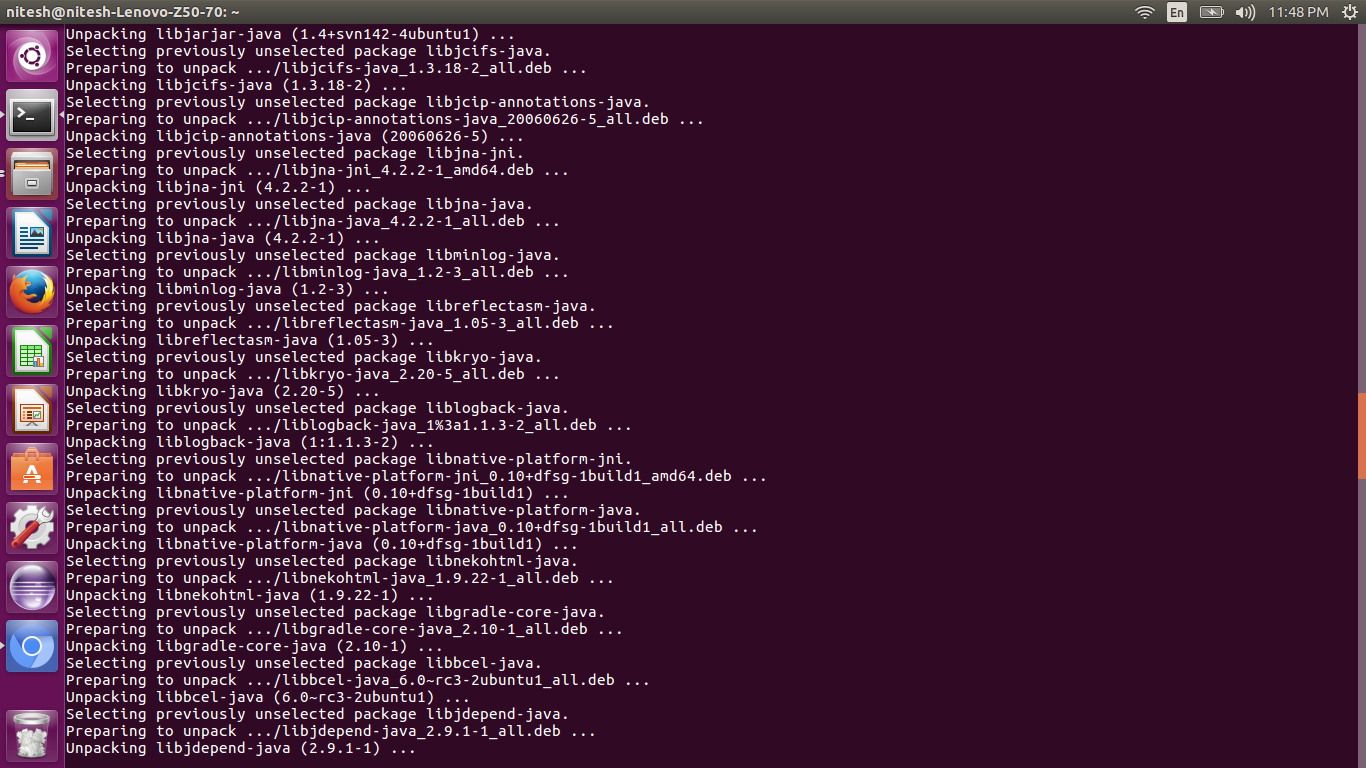 nitesh@nitesh-Lenovo-Z50-70: ~
En
11:48 PM
Unpacking libjarjar-java (1.4+svn142-4ubuntu1) ...
Selecting previously unselected package libjcifs-java.
Preparing to unpack .../libjcifs-java_1.3.18-2_all.deb ...
Unpacking libjcifs-java (1.3.18-2) ...
Selecting previously unselected package libjcip-annotations-java.
Preparing to unpack .../libjcip-annotations-java_20060626-5_all.deb ...
Unpacking libjcip-annotations-java (20060626-5) ...
Selecting previously unselected package libjna-jni.
Preparing to unpack .../libjna-jni_4.2.2-1_amd64.deb ...
Unpacking libjna-jni (4.2.2-1) ...
Selecting previously unselected package libjna-java.
Preparing to unpack .../libjna-java_4.2.2-1_all.deb ...
Unpacking libjna-java (4.2.2-1) ...
Selecting previously unselected package libminlog-java.
Preparing to unpack .../libminlog-java_1.2-3_all.deb ...
Unpacking libminlog-java (1.2-3) ...
Selecting previously unselected package libreflectasm-java.
Preparing to unpack .../libreflectasm-java_1.05-3_all.deb ...
Unpacking libreflectasm-java (1.05-3) ...
Selecting previously unselected package libkryo-java.
Preparing to unpack .../libkryo-java_2.20-5_all.deb ...
Unpacking libkryo-java (2.20-5) ...
Selecting previously unselected package liblogback-java.
Preparing to unpack .../liblogback-java_1%3a1.1.3-2_all.deb ...
Unpacking liblogback-java (1:1.1.3-2) ...
Selecting previously unselected package libnative-platform-jni.
Preparing to unpack .../libnative-platform-jni_0.10+dfsg-1build1_amd64.deb ...
Unpacking libnative-platform-jni (0.10+dfsg-1build1) ...
Selecting previously unselected package libnative-platform-java.
Preparing to unpack .../libnative-platform-java_0.10+dfsg-1build1_all.deb ...
Unpacking libnative-platform-java (0.10+dfsg-1build1) ...
Selecting previously unselected package libnekohtml-java.
Preparing to unpack .../libnekohtml-java_1.9.22-1_all.deb ...
Unpacking libnekohtml-java (1.9.22-1) ...
Selecting previously unselected package libgradle-core-java.
Preparing to unpack .../libgradle-core-java_2.10-1_all.deb ...
Unpacking libgradle-core-java (2.10-1) ...
Selecting previously unselected package libbcel-java.
Preparing to unpack .../libbcel-java_6.0~rc3-2ubuntu1_all.deb ...
Unpacking libbcel-java (6.0~rc3-2ubuntu1) ...
Selecting previously unselected package libjdepend-java.
Preparing to unpack .../libjdepend-java_2.9.1-1_all.deb ...
Unpacking libjdepend-java (2.9.1-1) ...